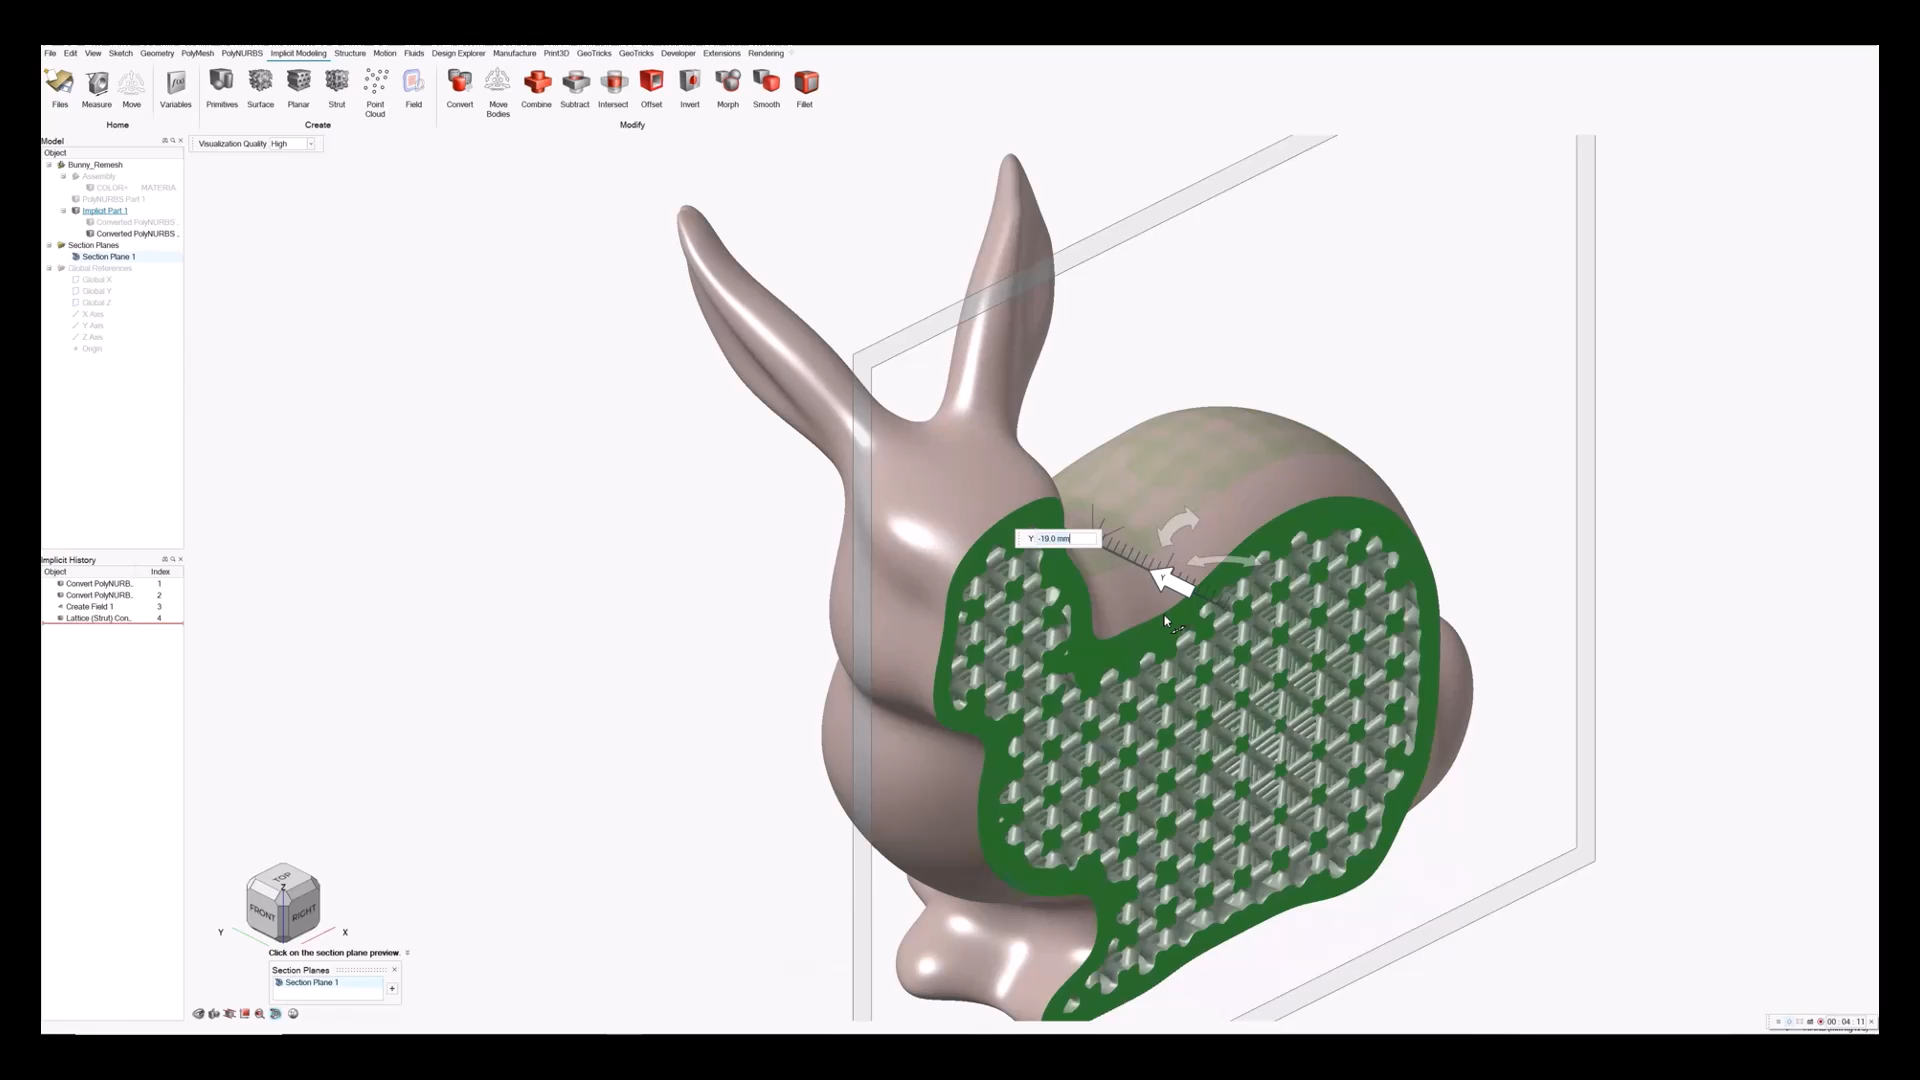 File Edit View Sketch Geometry PolyMesh PolyNURBS Implicit Modeling Structure Motion Fluids Design Explorer Manufacture Print3D GeoTricks GeoTricks Developer Extensions Rendering
Files Measure Move Variables Primitives Surface Planar Strut Point Cloud Field Convert Move Bodies Combine Subtract Intersect Offset Invert Morph Smooth Fillet
Home Create Modify
Model
Visualization Quality High
Object
Bunny_Remesh
Assembly
COLOR= MATERIA
PolyNURBS Part 1
Implicit Part 1
Converted PolyNURBS ..
Converted PolyNURBS ..
Section Planes
Section Plane 1
Global References
Global X
Global Y
Global Z
X Axis
Y Axis
Z Axis
Origin
Y: -19.0 mm
Y
Implicit History
Object Index
Convert PolyNURB.. 1
Convert PolyNURB.. 2
Create Field 1 3
Lattice (Strut) Con.. 4
TOP
Z
FRONT RIGHT
Y X
Click on the section plane preview.
Section Planes
Section Plane 1
00 : 04 : 11